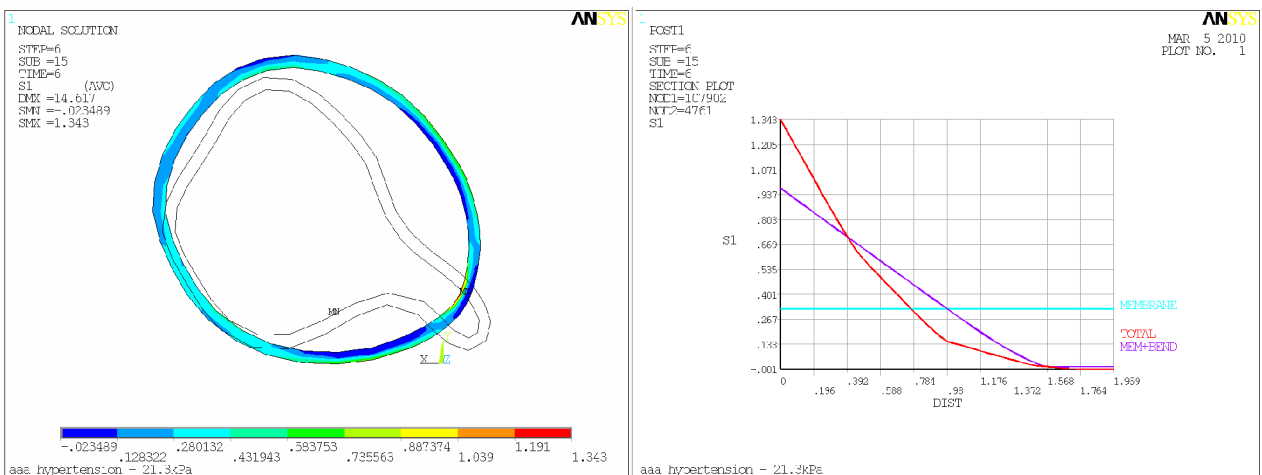 1
ANSYS
NODAL SOLUTION
STEP=6
SUB =15
TIME=6
S1 (AVG)
DMX =14.617
SMN =-.023489
SMX =1.343
MN
X Z
-.023489 .128322 .280132 .431943 .583753 .735563 .887374 1.039 1.191 1.343
aaa hypertension - 21.3kPa
1
ANSYS
POST1
MAR 5 2010
PLOT NO. 1
STEP=6
SUB =15
TIME=6
SECTION PLOT
NOD1=107902
NOD2=4761
S1
1.343
1.205
1.071
.937
.803
.669
.535
.401
.267
.133
-.001
S1
MEMBRANE
TOTAL
MEM+BEND
0 .196 .392 .588 .781 .98 1.176 1.372 1.568 1.764 1.959
DIST
aaa hypertension - 21.3kPa